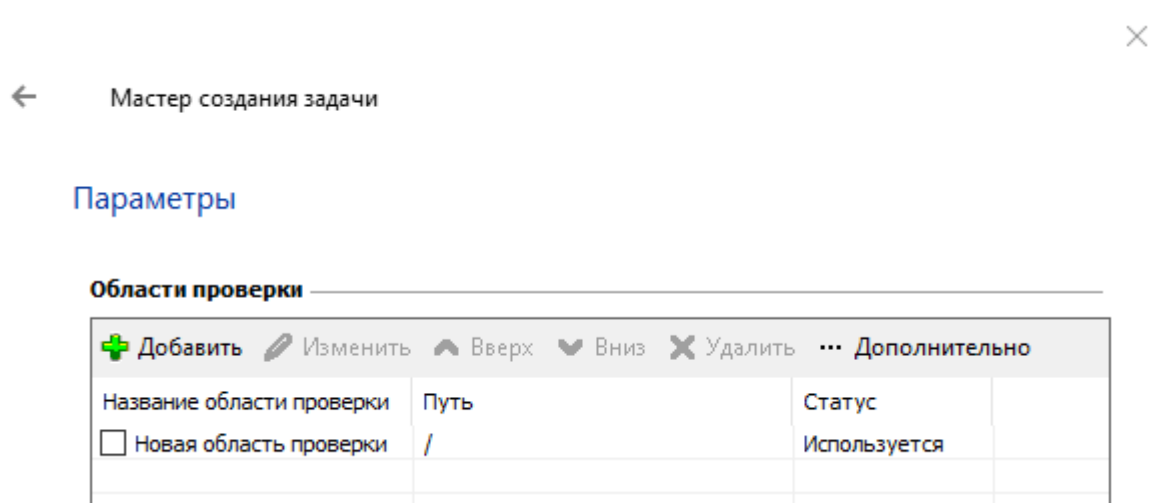 Мастер создания задачи
Параметры
Области проверки
Добавить Изменить Вверх Вниз Удалить ··· Дополнительно
Название области проверки Путь Статус
Новая область проверки / Используется